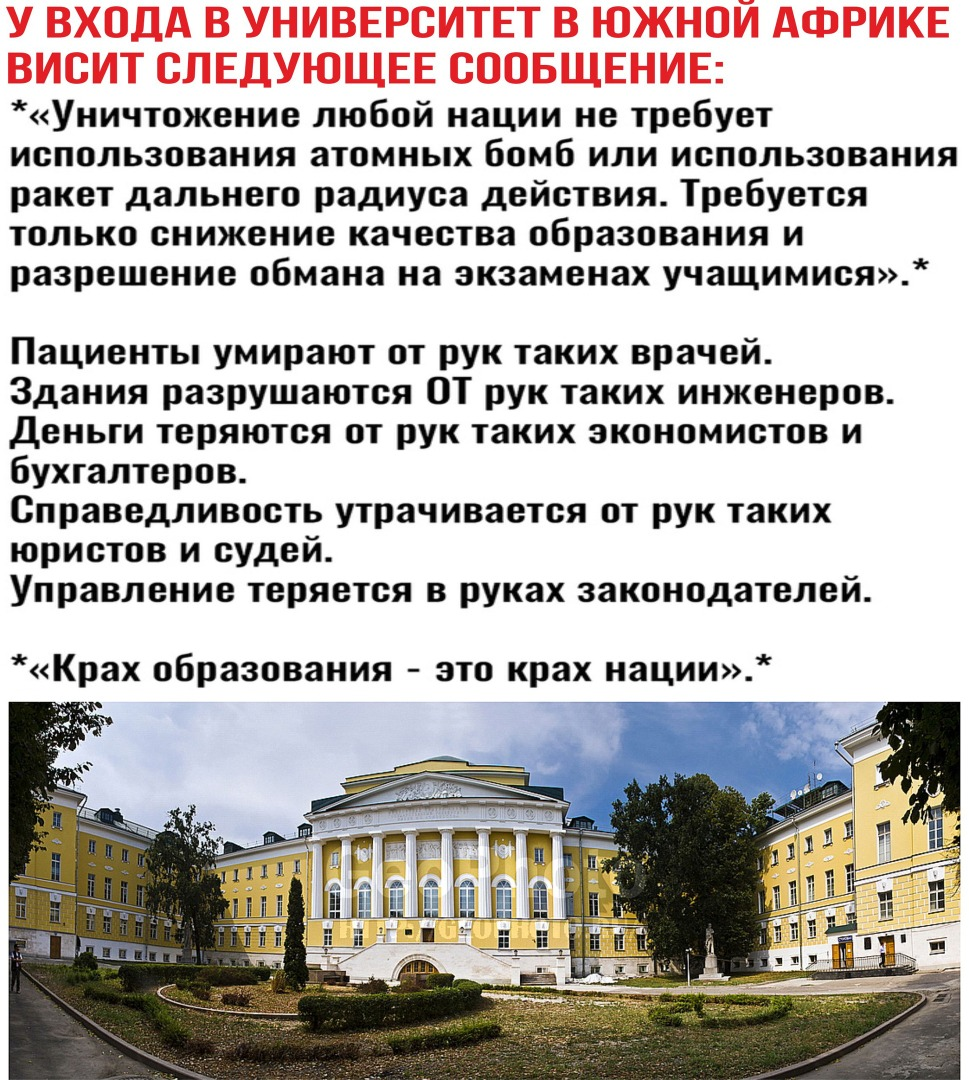 У ВХОДА В УНИВЕРСИТЕТ В ЮЖНОЙ АФРИКЕ
ВИСИТ СЛЕДУЮЩЕЕ СООБЩЕНИЕ:
*«Уничтожение любой нации не требует
использования атомных бомб или использования
ракет дальнего радиуса действия. Требуется
только снижение качества образования и
разрешение обмана на экзаменах учащимися».*
Пациенты умирают от рук таких врачей.
Здания разрушаются ОТ рук таких инженеров.
Деньги теряются от рук таких экономистов и
бухгалтеров.
Справедливость утрачивается от рук таких
юристов и судей.
Управление теряется в руках законодателей.
*«Крах образования - это крах нации».*